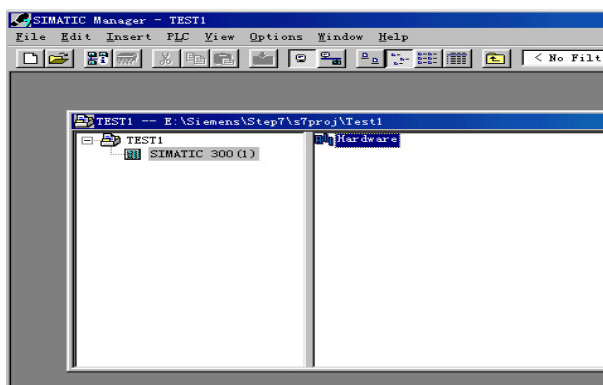 SIMATIC Manager - TEST1
File Edit Insert PLC View Options Window Help
< No Filt
TEST1 -- E:\Siemens\Step7\s7proj\Test1
TEST1
Hardware
SIMATIC 300(1)